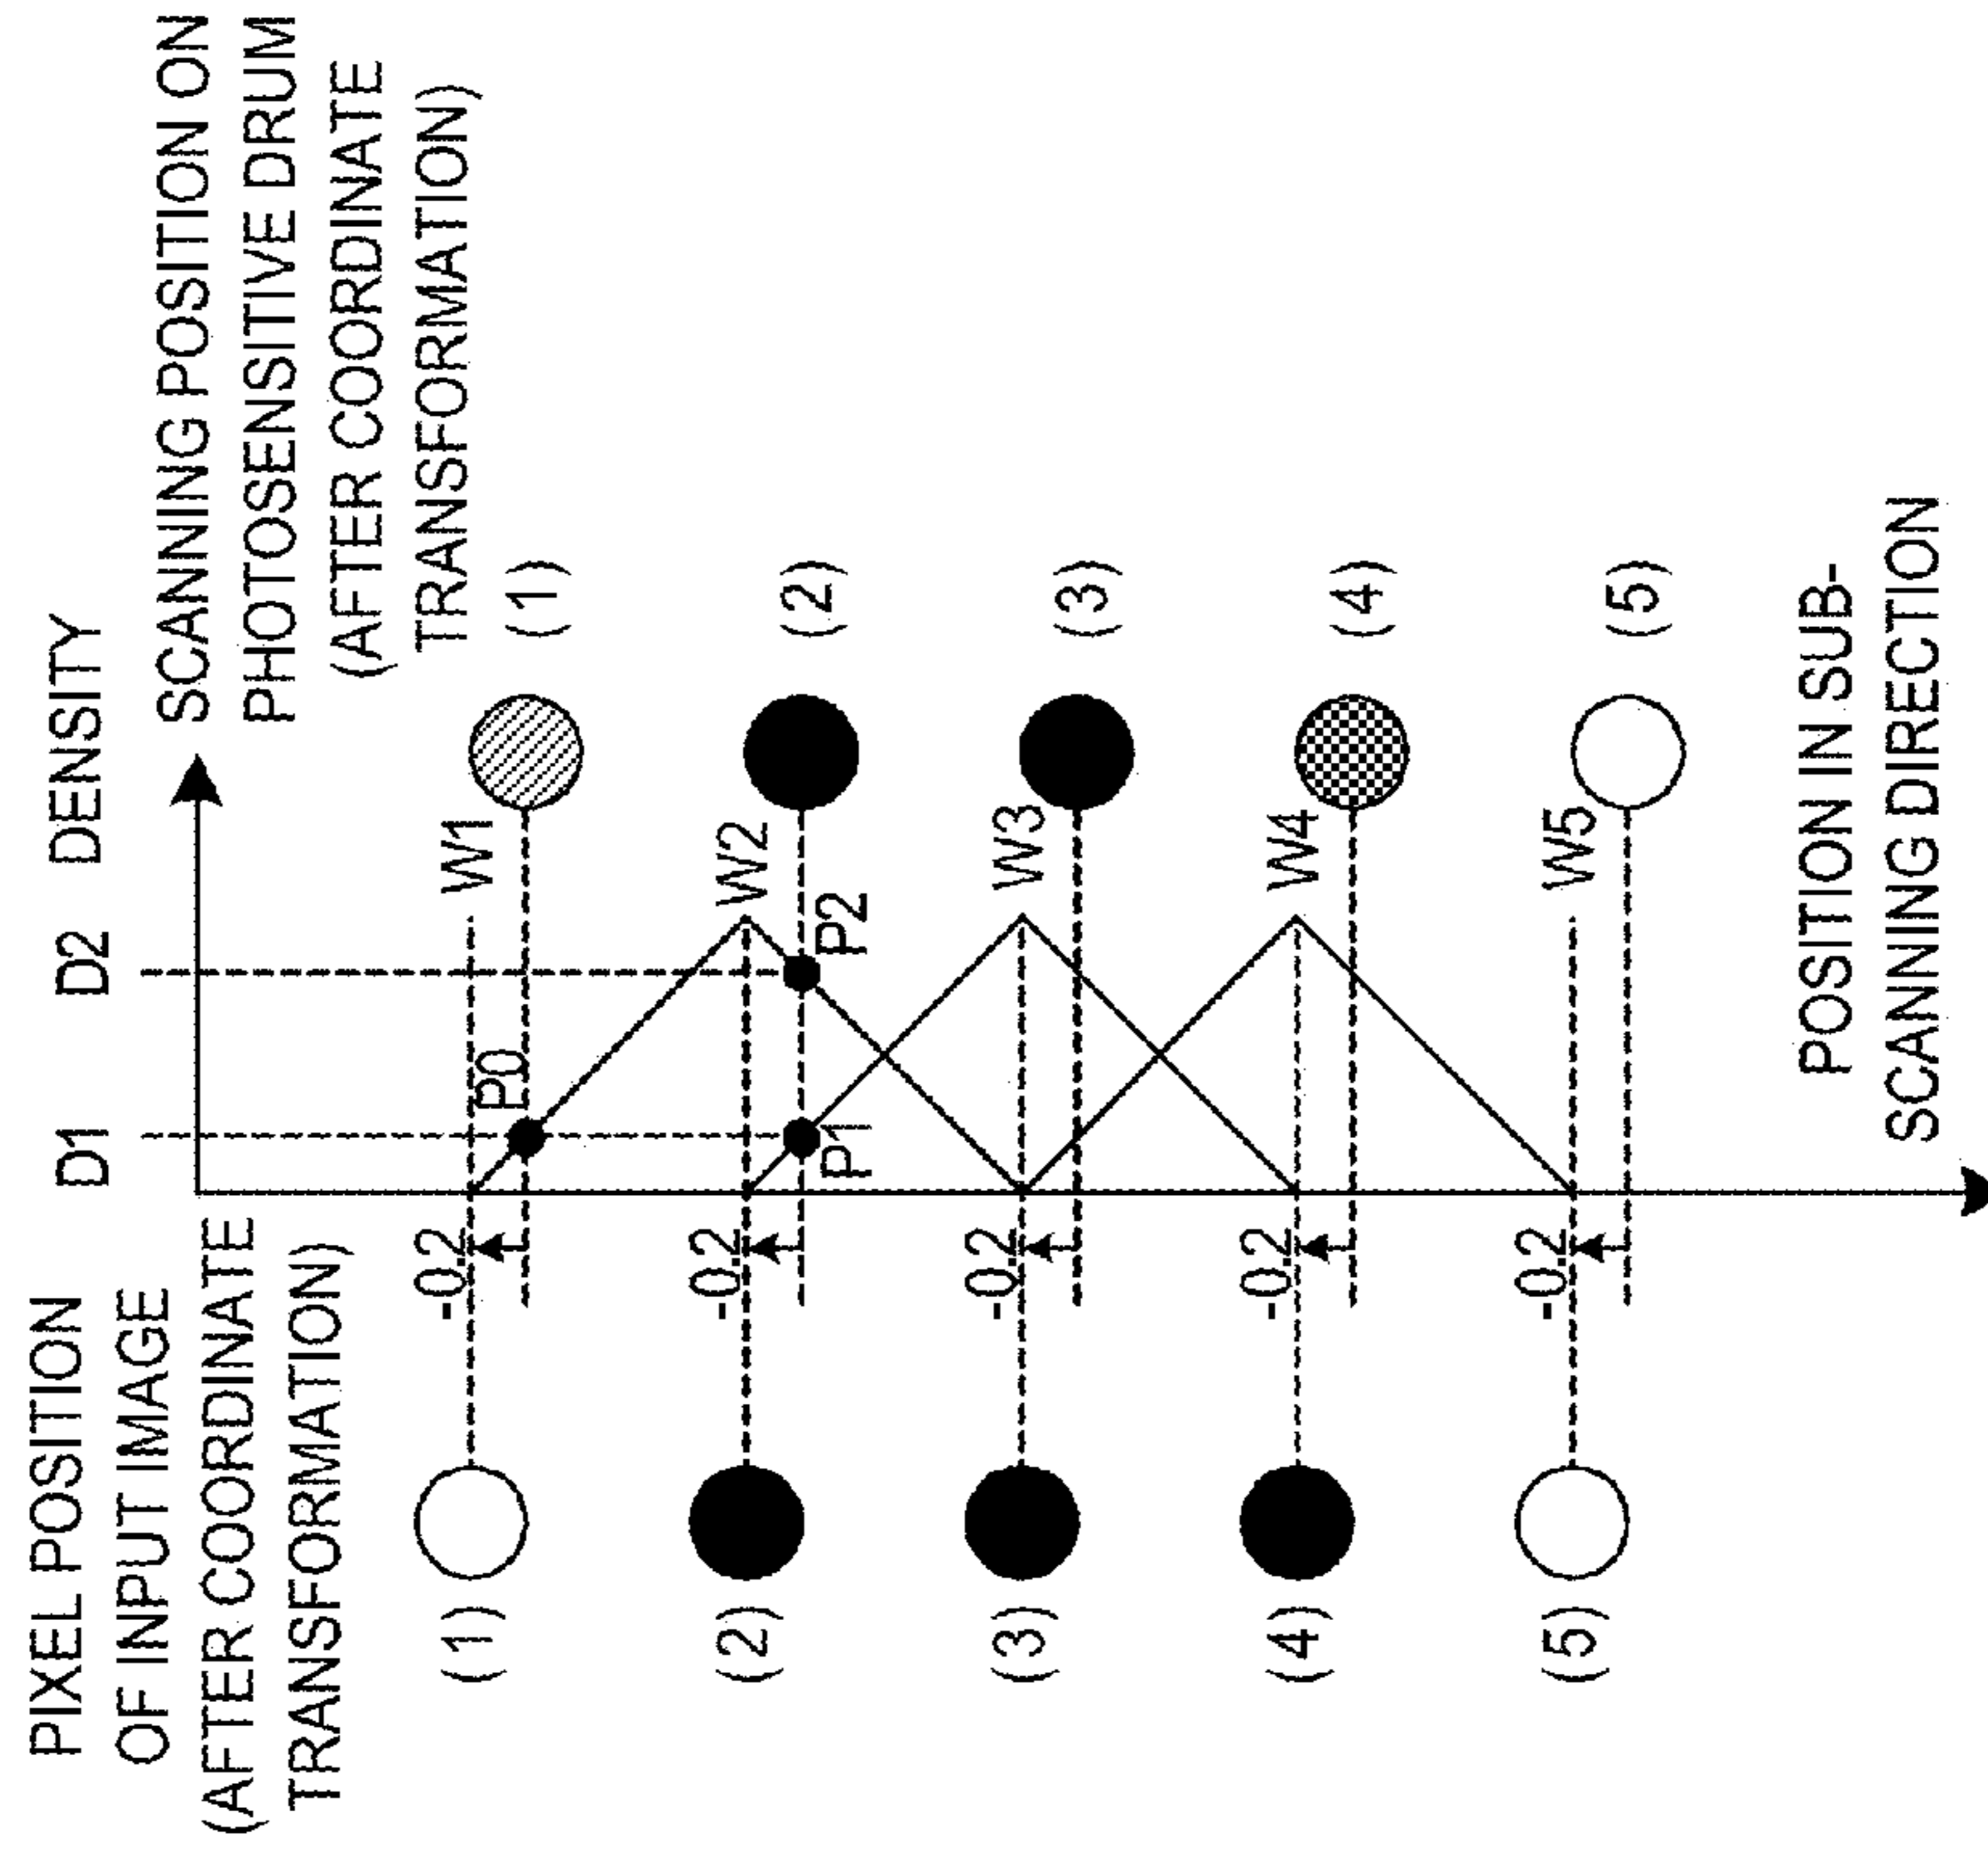 PIXEL POSITION
OF INPUT IMAGE
(AFTER COORDINATE
TRANSFORMATION)
D1
D2
DENSITY
SCANNING POSITION ON
PHOTOSENSITIVE DRUM
(AFTER COORDINATE
TRANSFORMATION)
(1)
-0.2
P0
W1
(1)
(2)
-0.2
P1
P2
W2
(2)
(3)
-0.2
W3
(3)
(4)
-0.2
W4
(4)
(5)
-0.2
W5
(5)
POSITION IN SUB-
SCANNING DIRECTION